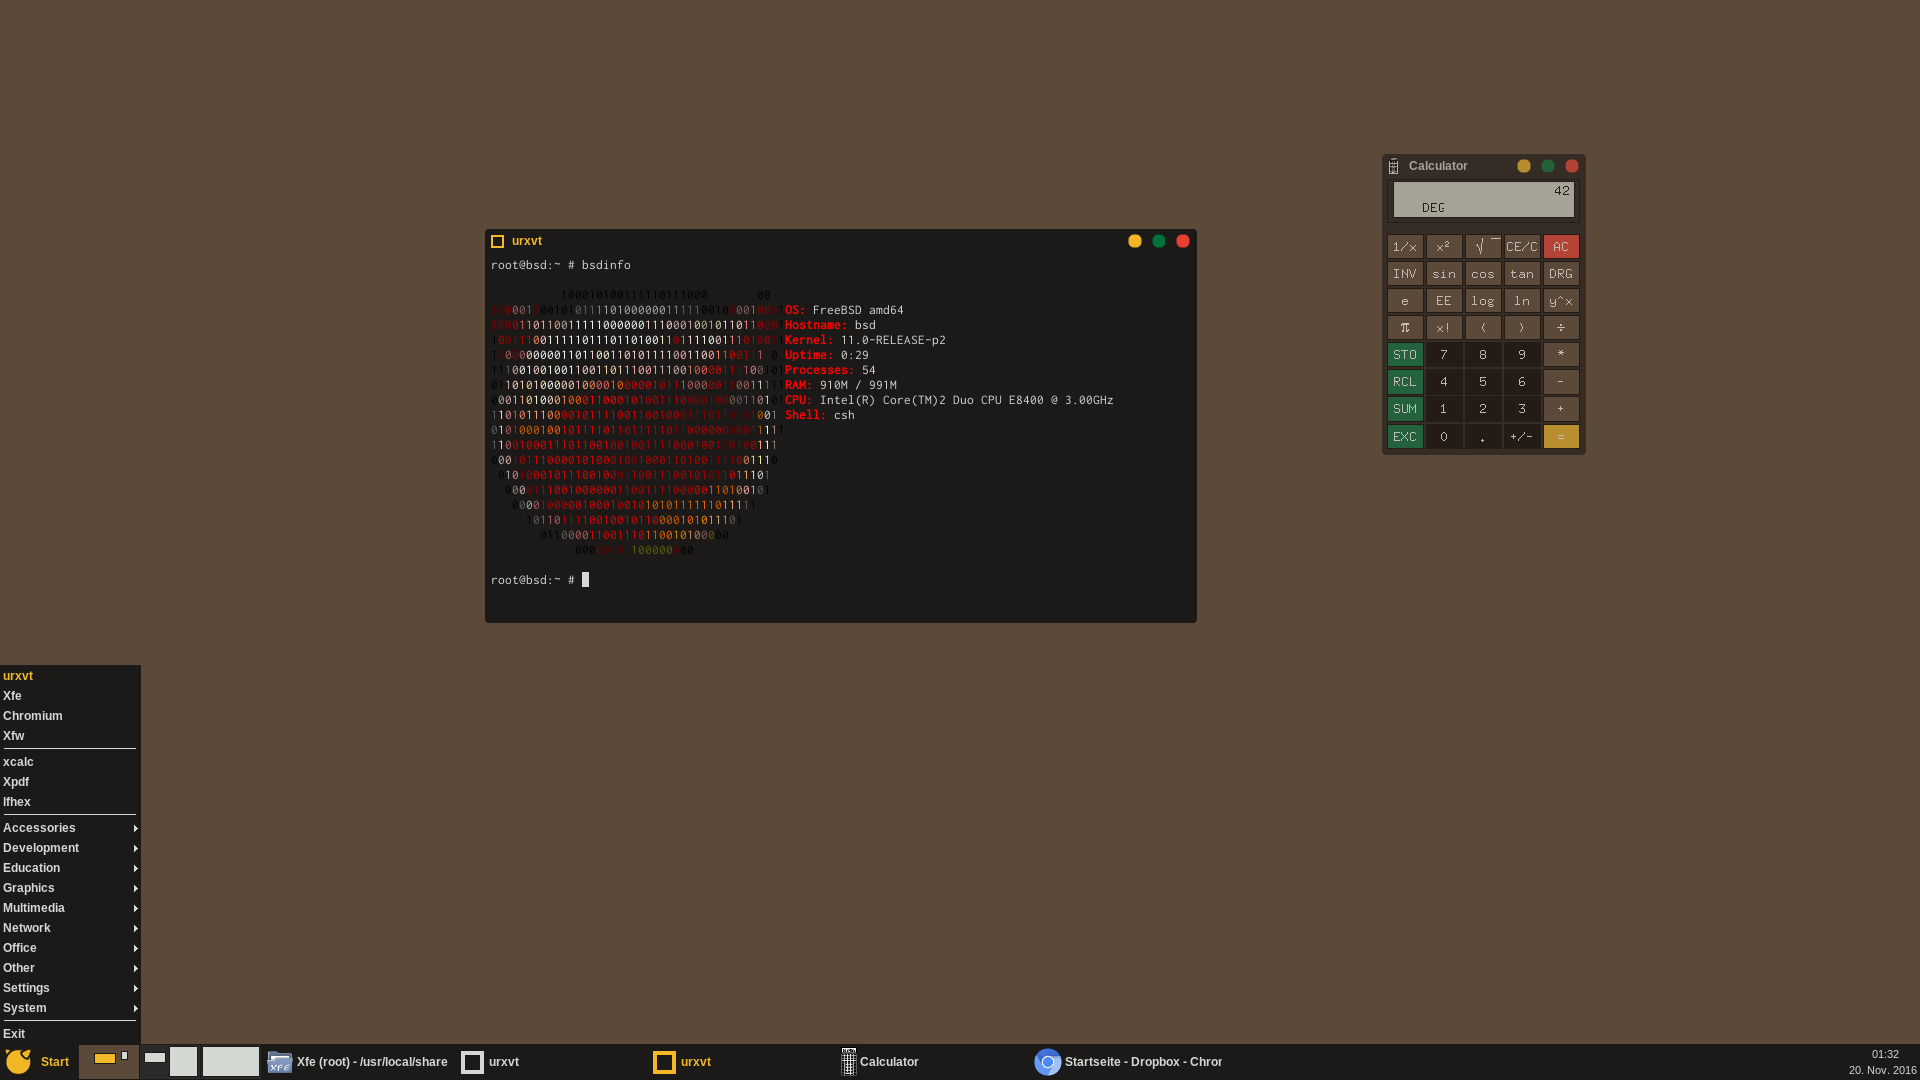 Calculator
42
DEG
1/x x² √ CE/C AC
INV sin cos tan DRG
e EE log ln y^x
π x! ( ) ÷
STO 7 8 9 *
RCL 4 5 6 -
SUM 1 2 3 +
EXC 0 . +/- =
urxvt
root@bsd:~ # bsdinfo
OS: FreeBSD amd64
Hostname: bsd
Kernel: 11.0-RELEASE-p2
Uptime: 0:29
Processes: 54
RAM: 910M / 991M
CPU: Intel(R) Core(TM)2 Duo CPU E8400 @ 3.00GHz
Shell: csh
root@bsd:~ #
urxvt
Xfe
Chromium
Xfw
xcalc
Xpdf
lfhex
Accessories
Development
Education
Graphics
Multimedia
Network
Office
Other
Settings
System
Exit
Start
Xfe (root) - /usr/local/share
urxvt
urxvt
Calculator
Startseite - Dropbox - Chror
01:32
20. Nov. 2016